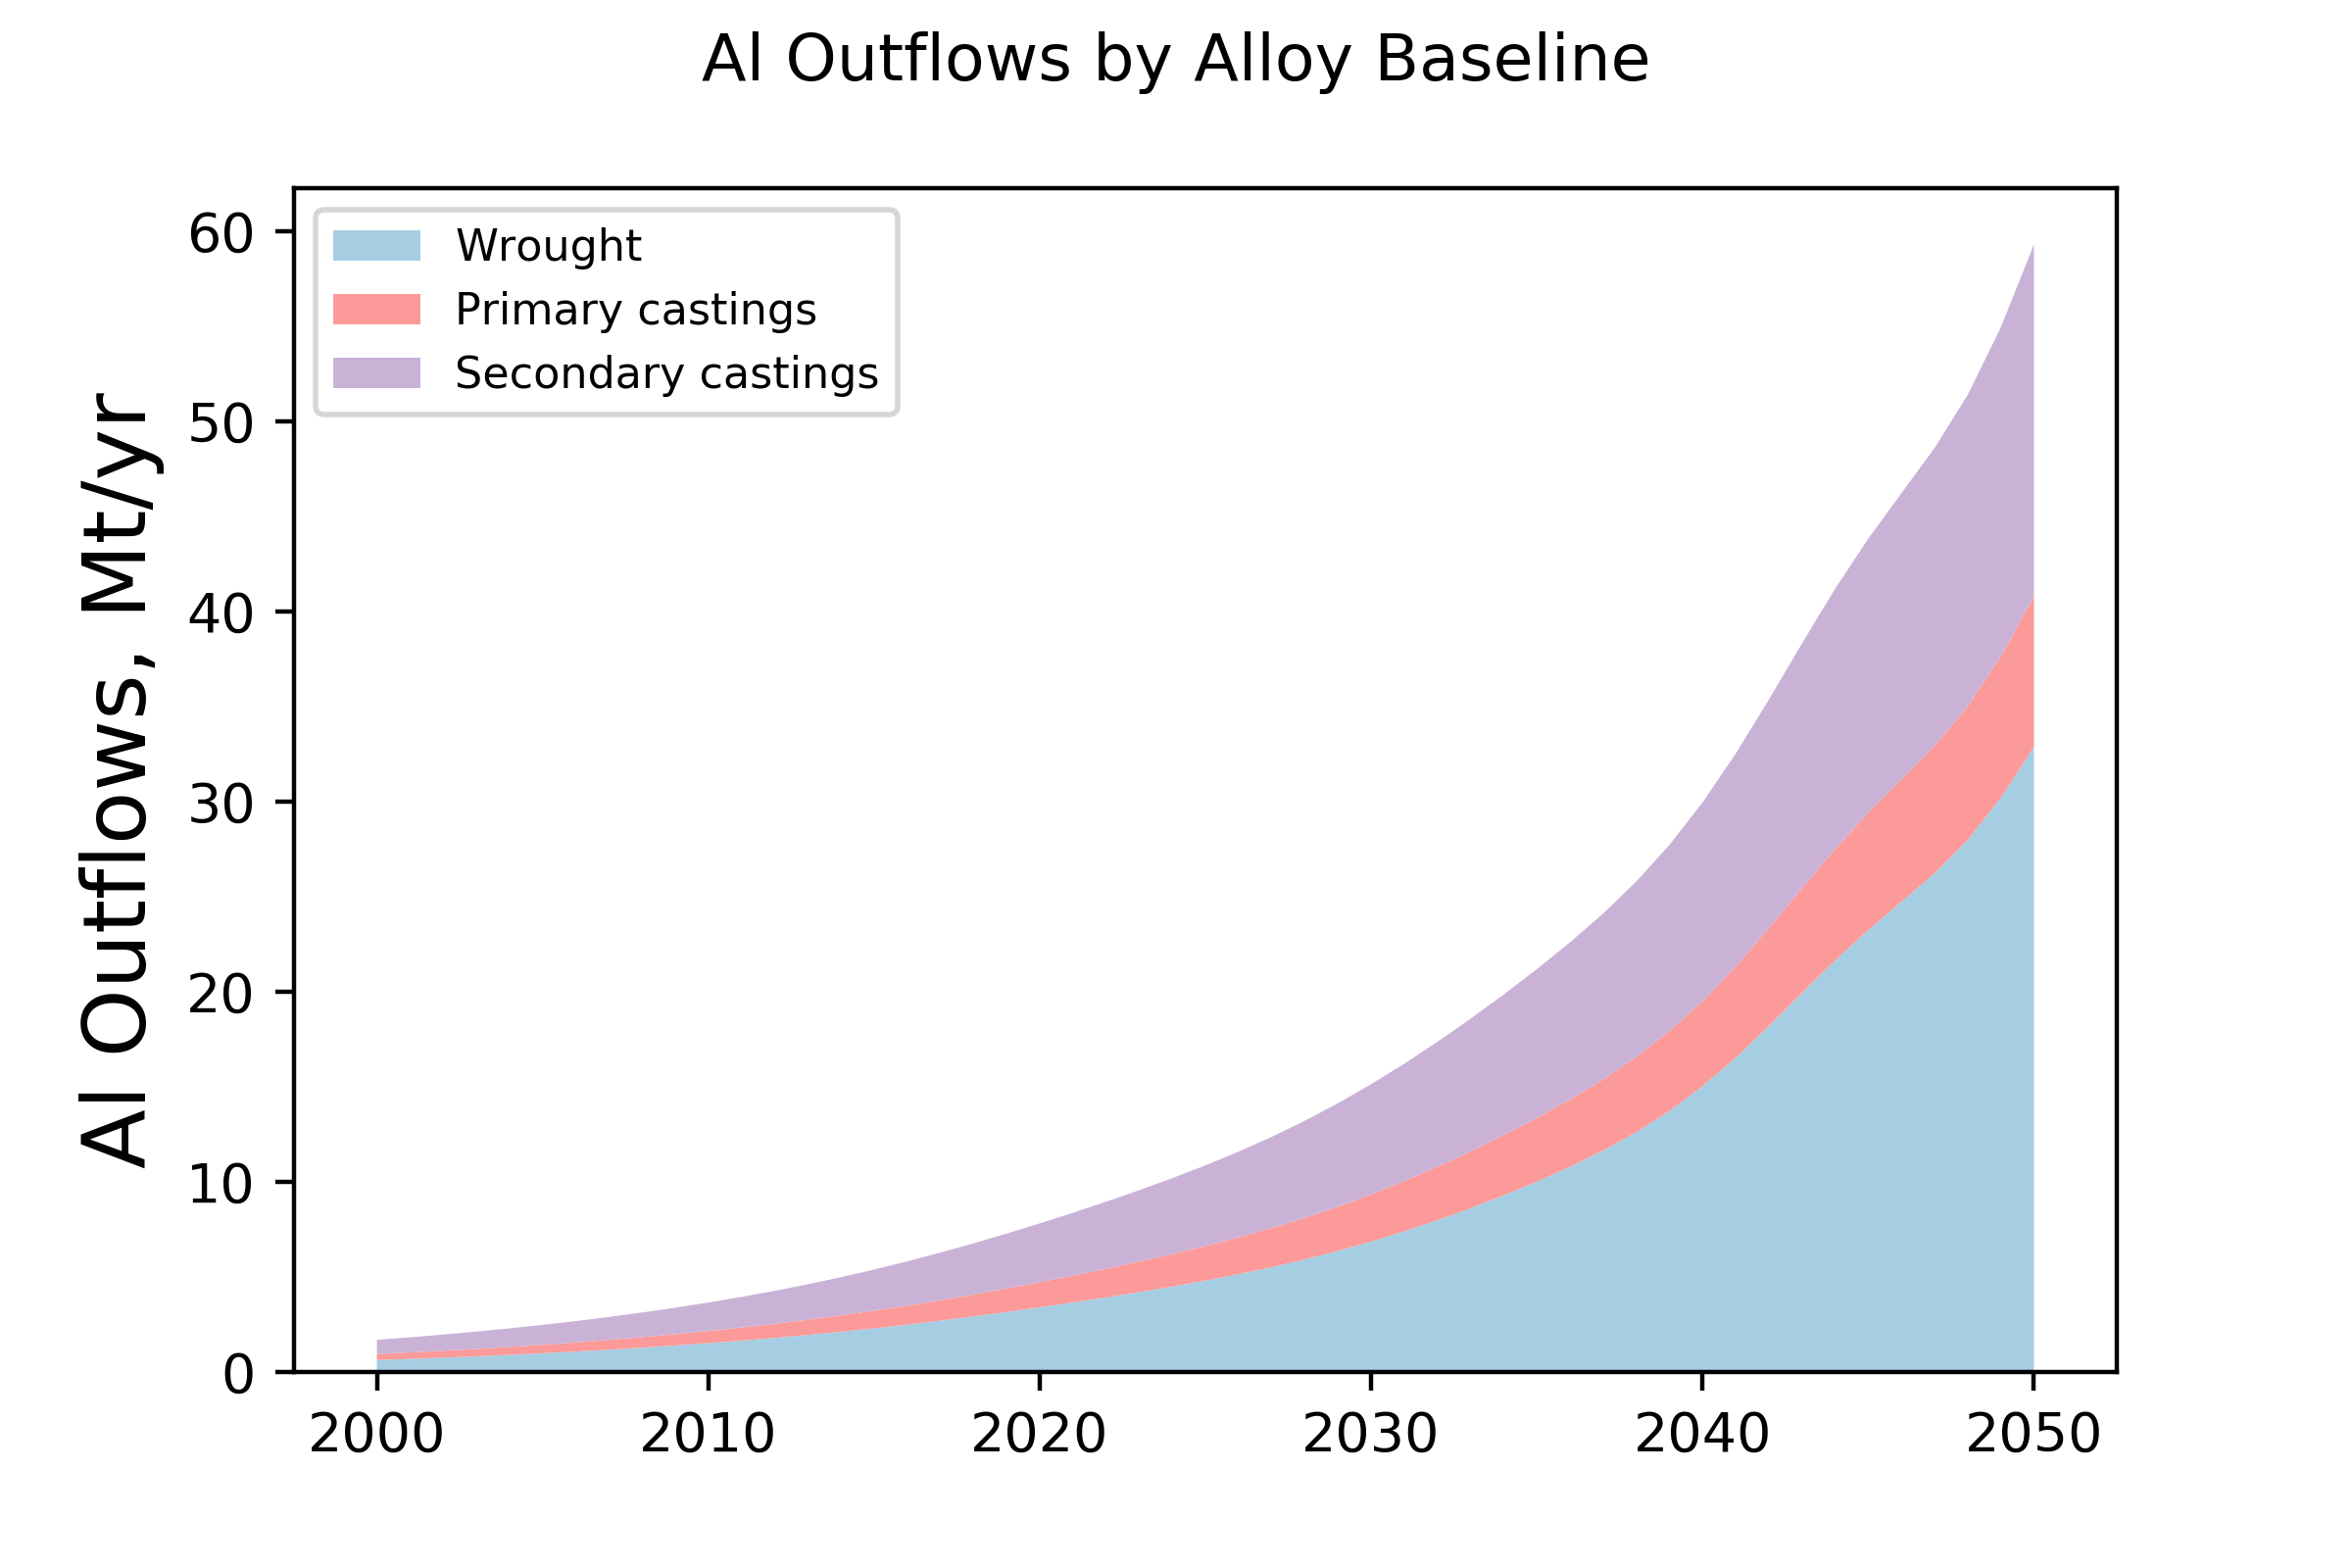 Al Outflows by Alloy Baseline
Al Outflows, Mt/yr
60
50
40
30
20
10
0
Wrought
Primary castings
Secondary castings
2000 2010 2020 2030 2040 2050